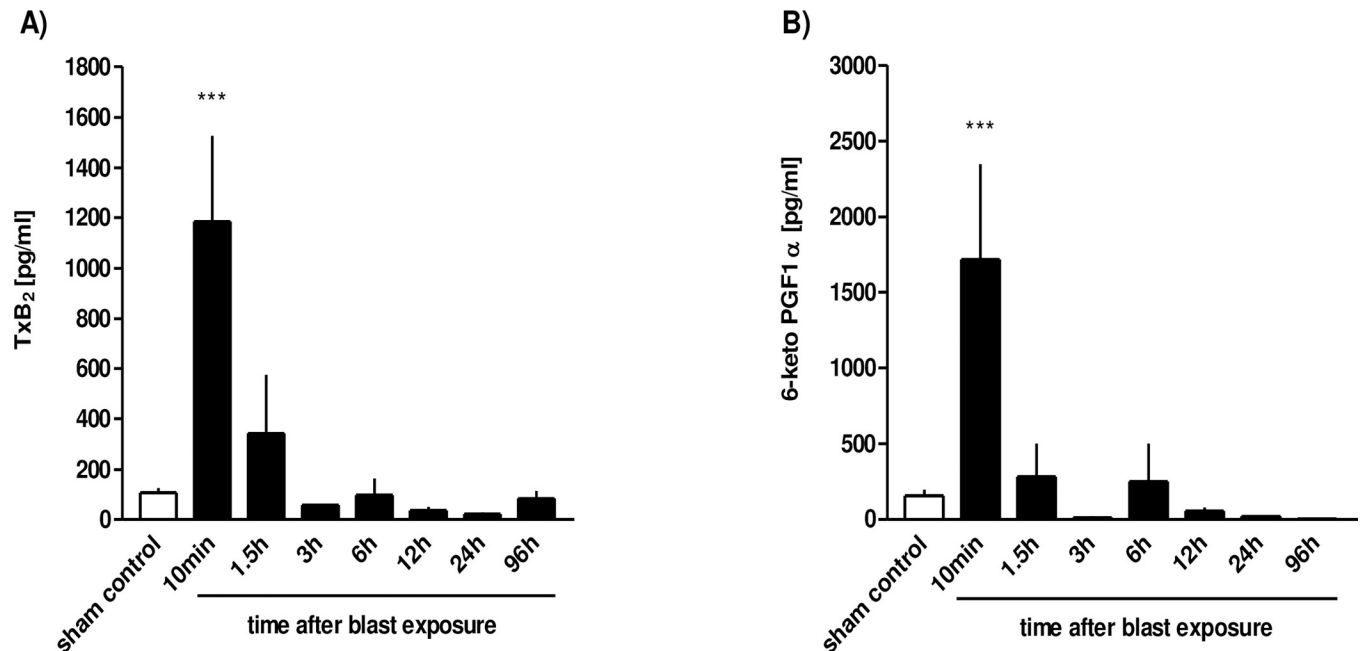 A)
TxB2 [pg/ml]
1800
1600
1400
1200
1000
800
600
400
200
0
***
sham control
10min
1.5h
3h
6h
12h
24h
96h
time after blast exposure
B)
6-keto PGF1 α [pg/ml]
3000
2500
2000
1500
1000
500
0
***
sham control
10min
1.5h
3h
6h
12h
24h
96h
time after blast exposure